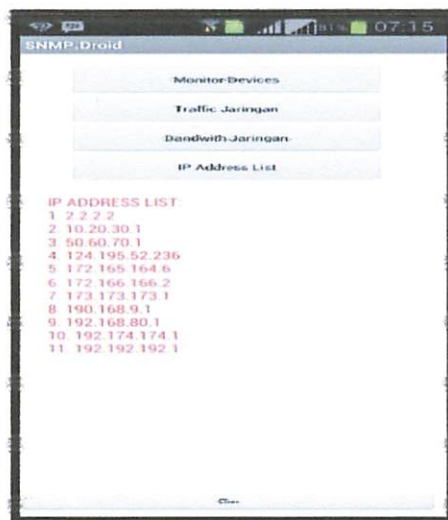 81% 07:15
SNMP.Droid
Monitor Devices
Traffic Jaringan
Bandwith Jaringan
IP Address List
IP ADDRESS LIST:
1. 2.2.2.2
2. 10.20.30.1
3. 50.60.70.1
4. 124.195.52.236
5. 172.165.164.6
6. 172.166.166.2
7. 173.173.173.1
8. 190.168.9.1
9. 192.168.80.1
10. 192.174.174.1
11. 192.192.192.1